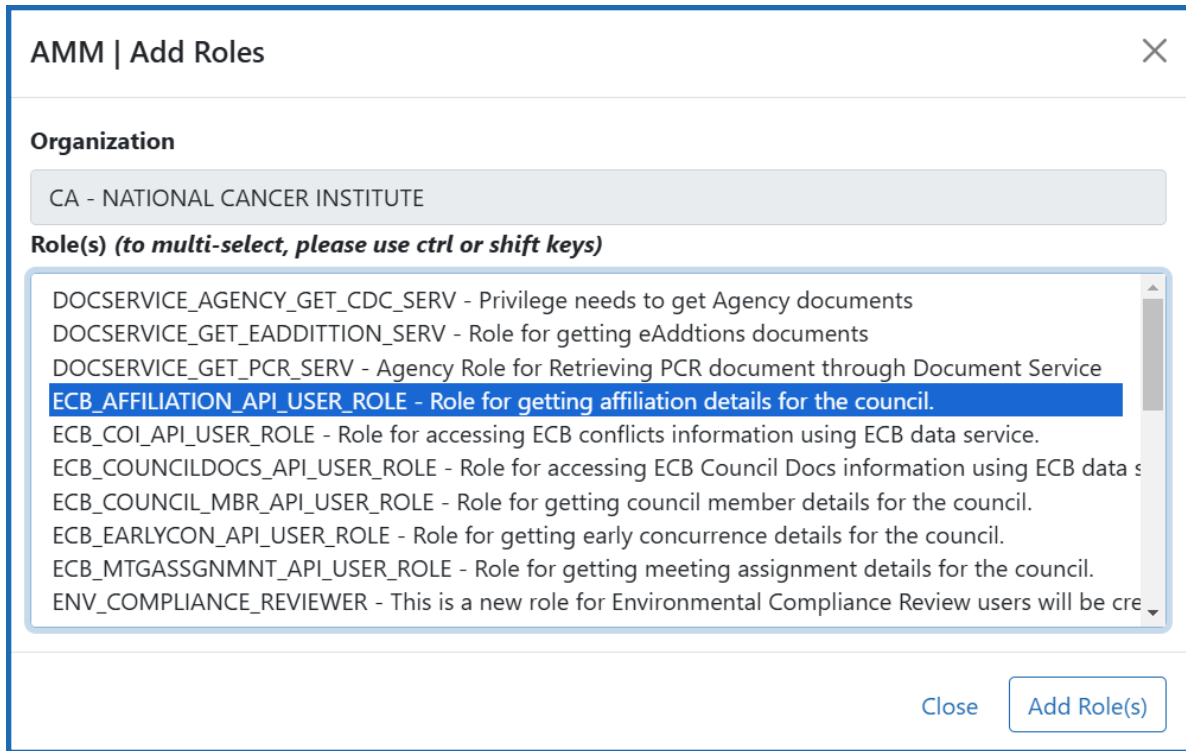 AMM | Add Roles
Organization
CA - NATIONAL CANCER INSTITUTE
Role(s) (to multi-select, please use ctrl or shift keys)
DOCSERVICE_AGENCY_GET_CDC_SERV - Privilege needs to get Agency documents
DOCSERVICE_GET_EADDITTION_SERV - Role for getting eAddtions documents
DOCSERVICE_GET_PCR_SERV - Agency Role for Retrieving PCR document through Document Service
ECB_AFFILIATION_API_USER_ROLE - Role for getting affiliation details for the council.
ECB_COI_API_USER_ROLE - Role for accessing ECB conflicts information using ECB data service.
ECB_COUNCILDOCS_API_USER_ROLE - Role for accessing ECB Council Docs information using ECB data s
ECB_COUNCIL_MBR_API_USER_ROLE - Role for getting council member details for the council.
ECB_EARLYCON_API_USER_ROLE - Role for getting early concurrence details for the council.
ECB_MTGASSGNMNT_API_USER_ROLE - Role for getting meeting assignment details for the council.
ENV_COMPLIANCE_REVIEWER - This is a new role for Environmental Compliance Review users will be cre
Close
Add Role(s)